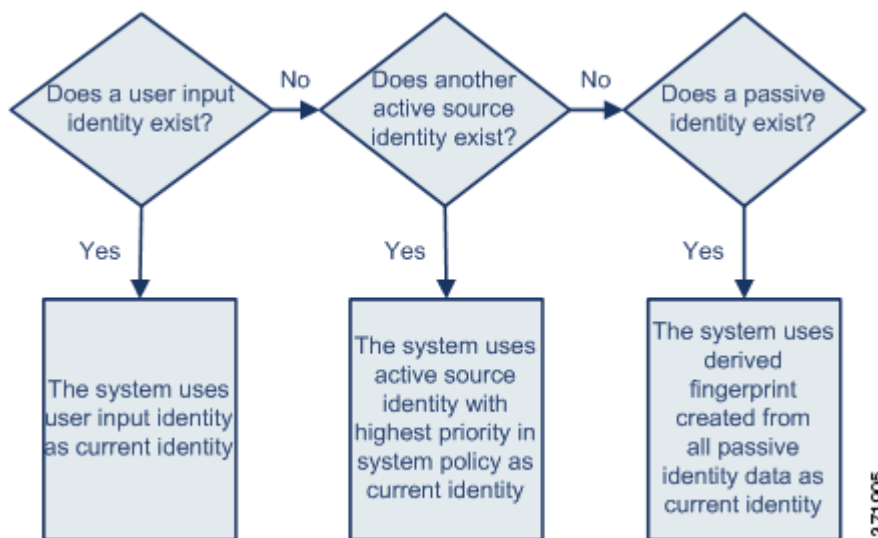 Does a user input
identity exist?
No
Does another
active source
identity exist?
No
Does a passive
identity exist?
Yes
Yes
Yes
The system uses
user input identity
as current identity
The system uses
active source
identity with
highest priority in
system policy as
current identity
The system uses
derived
fingerprint
created from
all passive
identity data as
current identity